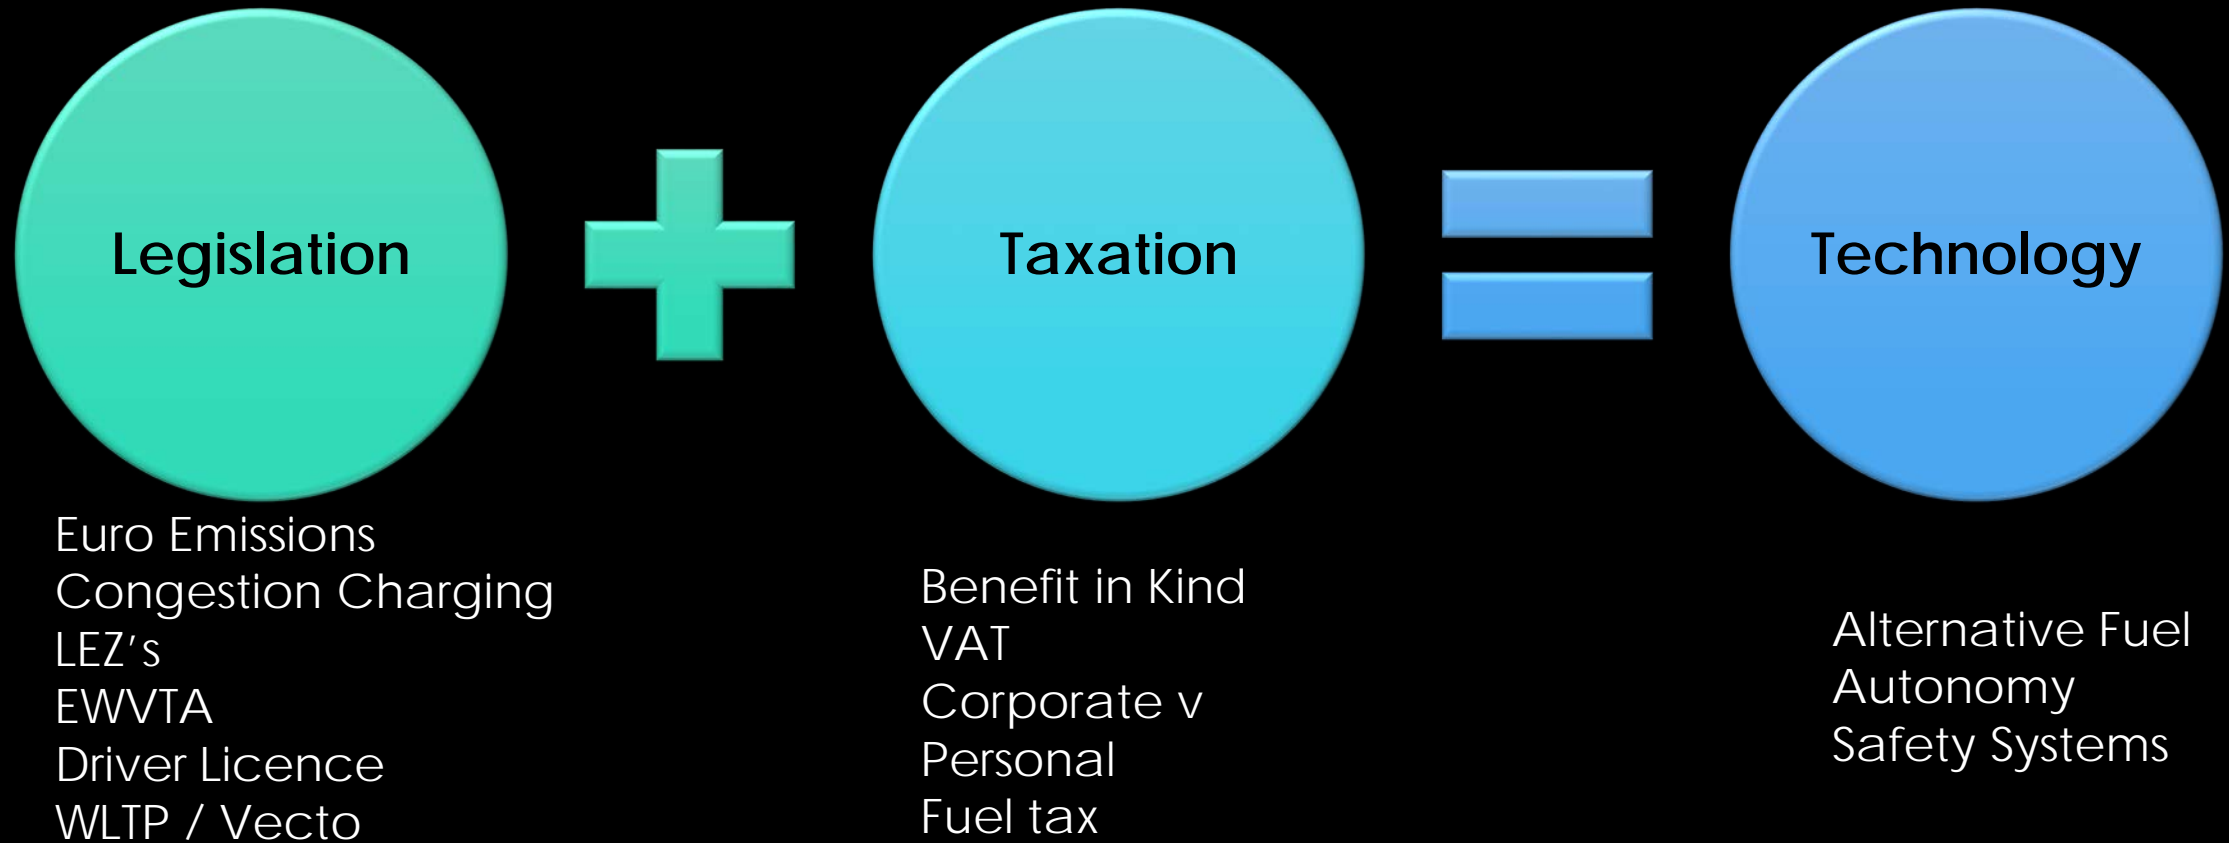 Legislation
Taxation
Technology
Euro Emissions
Congestion Charging
LEZ's
EWVTA
Driver Licence
WLTP / Vecto
Benefit in Kind
VAT
Corporate v
Personal
Fuel tax
Alternative Fuel
Autonomy
Safety Systems